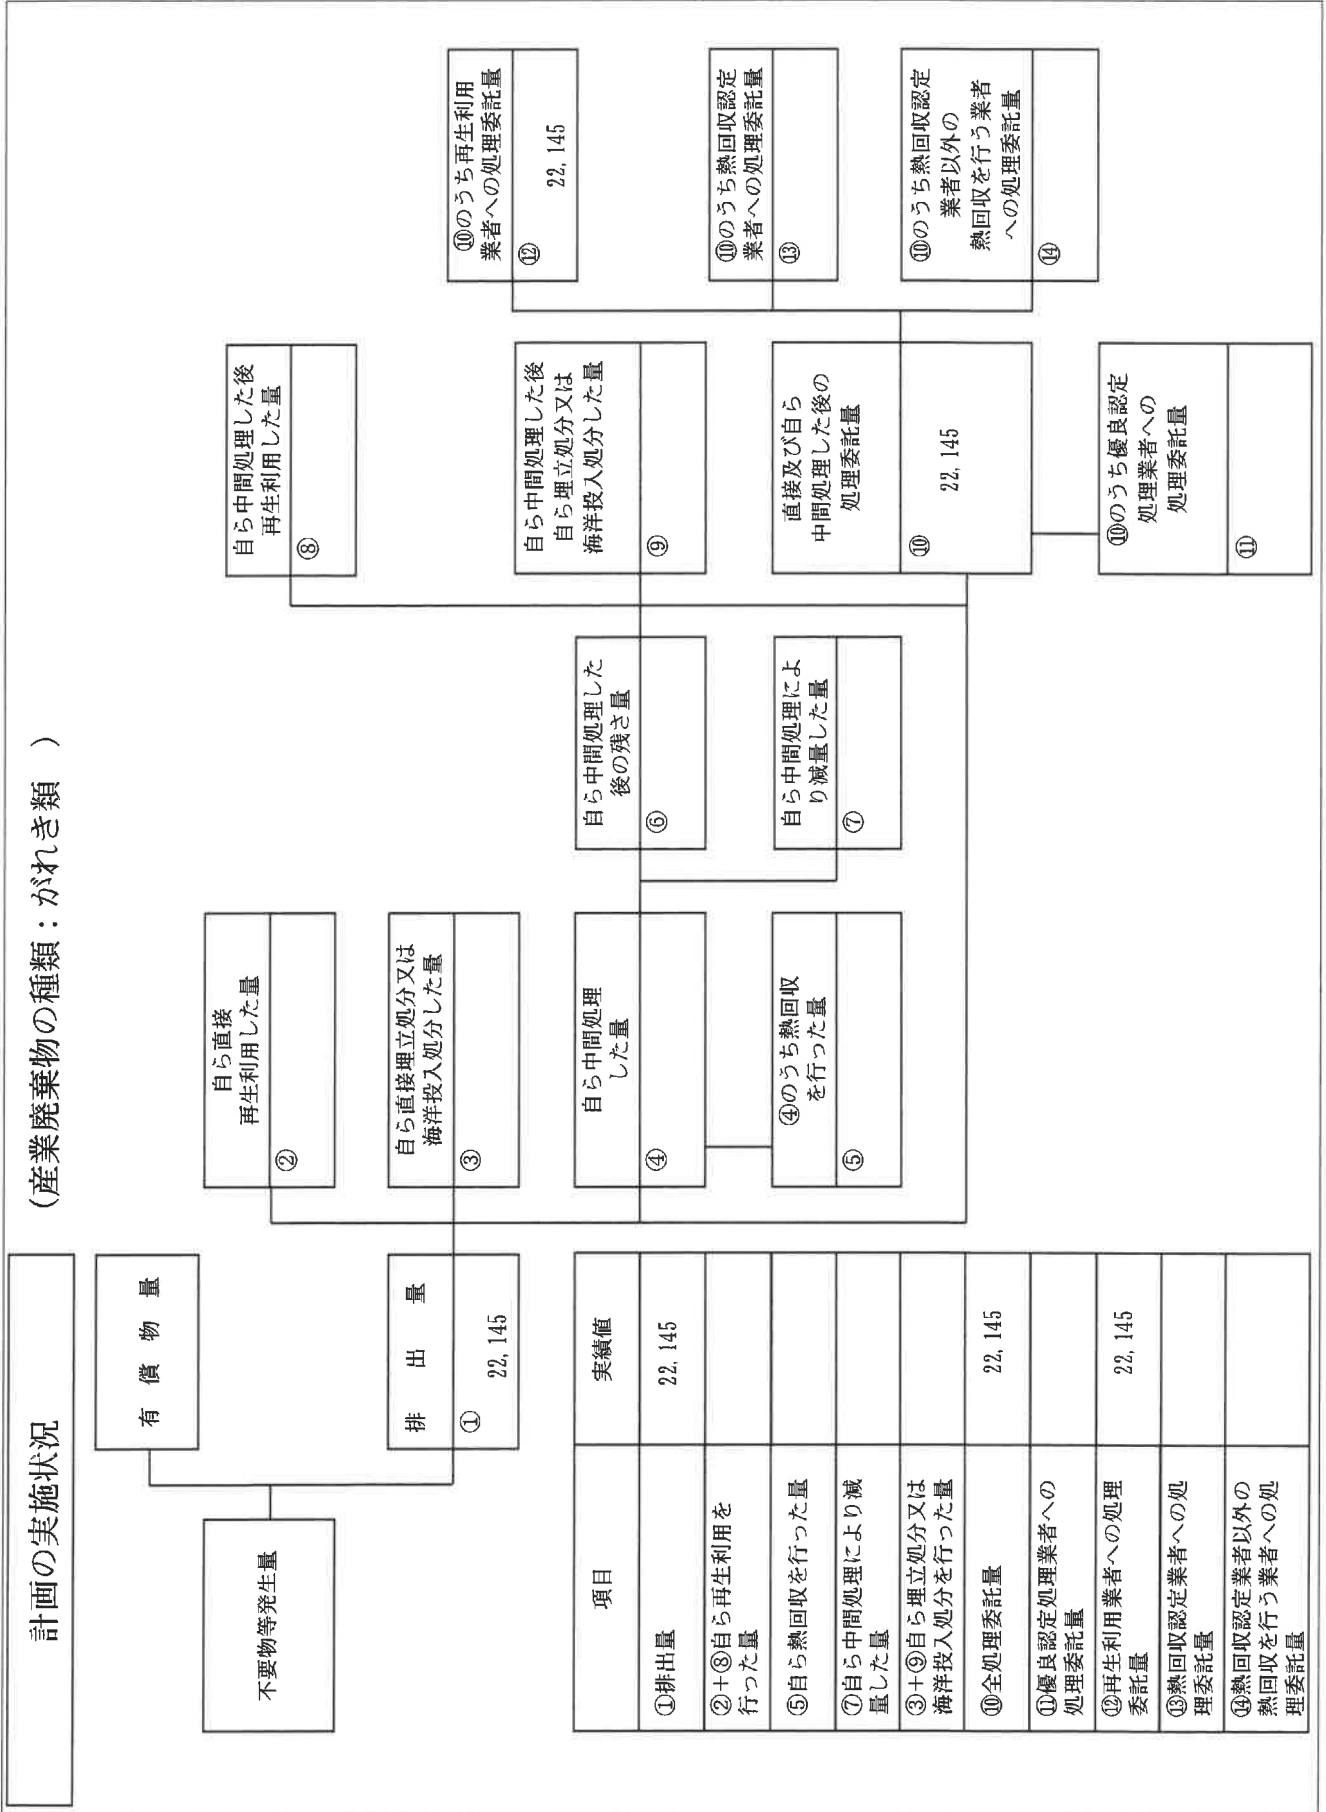 計画の実施状況
（産業廃棄物の種類：がれき類　）
不要物等発生量
有　償　物　量
排　出　量
①
22,145
自ら直接
再生利用した量
②
自ら直接埋立処分又は
海洋投入処分した量
③
自ら中間処理
した量
④
④のうち熱回収
を行った量
⑤
自ら中間処理した
後の残さ量
⑥
自ら中間処理によ
り減量した量
⑦
自ら中間処理した後
再生利用した量
⑧
自ら中間処理した後
自ら埋立処分又は
海洋投入処分した量
⑨
直接及び自ら
中間処理した後の
処理委託量
⑩
22,145
⑩のうち優良認定
処理業者への
処理委託量
⑪
⑩のうち再生利用
業者への処理委託量
⑫
22,145
⑩のうち熱回収認定
業者への処理委託量
⑬
⑩のうち熱回収認定
業者以外の
熱回収を行う業者
への処理委託量
⑭
項目
実績値
①排出量
22,145
②＋⑧自ら再生利用を
行った量
⑤自ら熱回収を行った量
⑦自ら中間処理により減
量した量
③＋⑨自ら埋立処分又は
海洋投入処分を行った量
⑩全処理委託量
22,145
⑪優良認定処理業者への
処理委託量
⑫再生利用業者への処理
委託量
22,145
⑬熱回収認定業者への処
理委託量
⑭熱回収認定業者以外の
熱回収を行う業者への処
理委託量